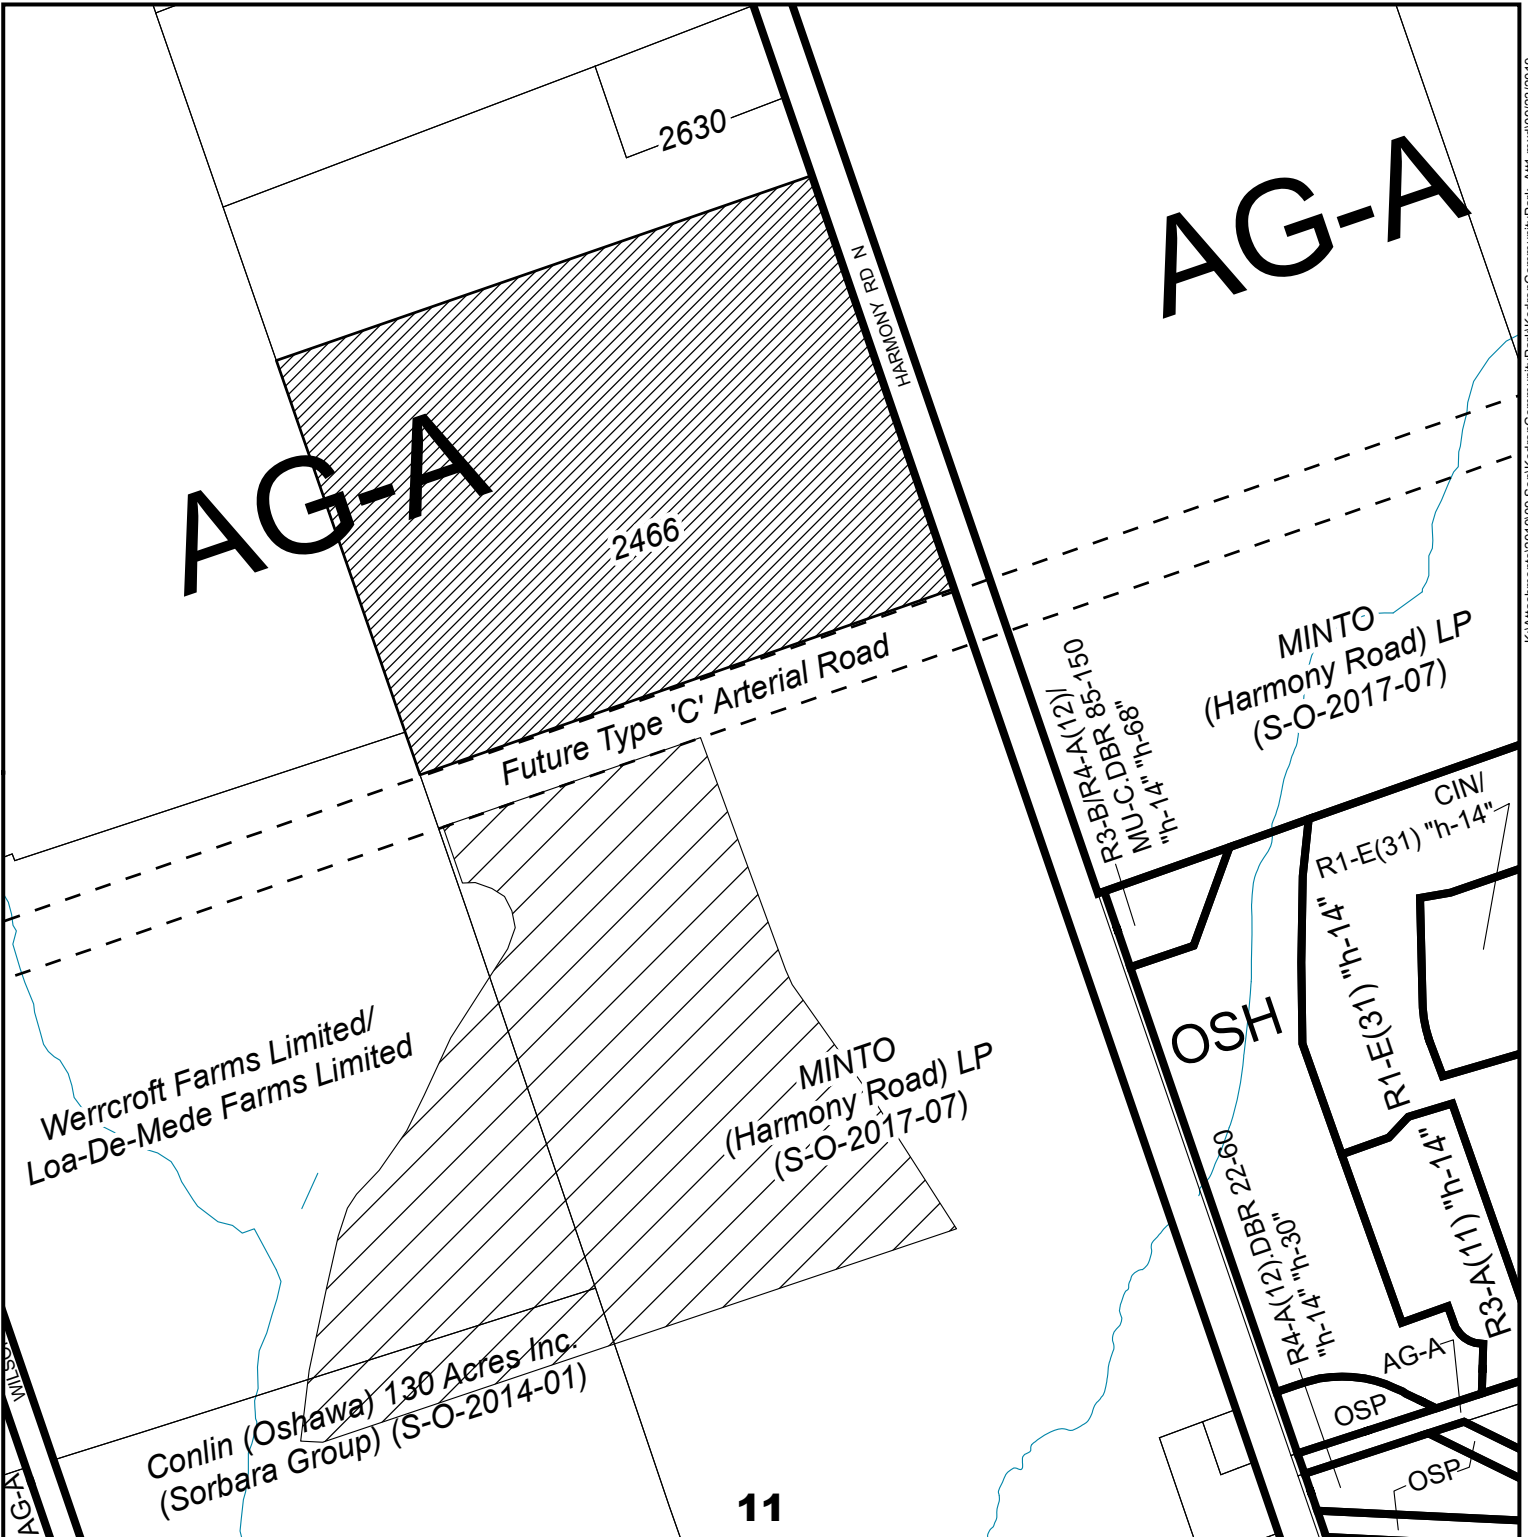 2630
AG-A
HARMONY RD N
AG-A
2466
Future Type 'C' Arterial Road
MINTO
(Harmony Road) LP
(S-O-2017-07)
R3-B/R4-A(12)/
MU-C.DBR 85-150
"h-14" "h-68"
CIN/
R1-E(31) "h-14"
R1-E(31) "h-14"
OSH
Werrcroft Farms Limited/
Loa-De-Mede Farms Limited
MINTO
(Harmony Road) LP
(S-O-2017-07)
R4-A(12).DBR 22-60
"h-14" "h-30"
R3-A(11) "h-14"
AG-A
OSP
OSP
Conlin (Oshawa) 130 Acres Inc.
(Sorbara Group) (S-O-2014-01)
AG-A
11